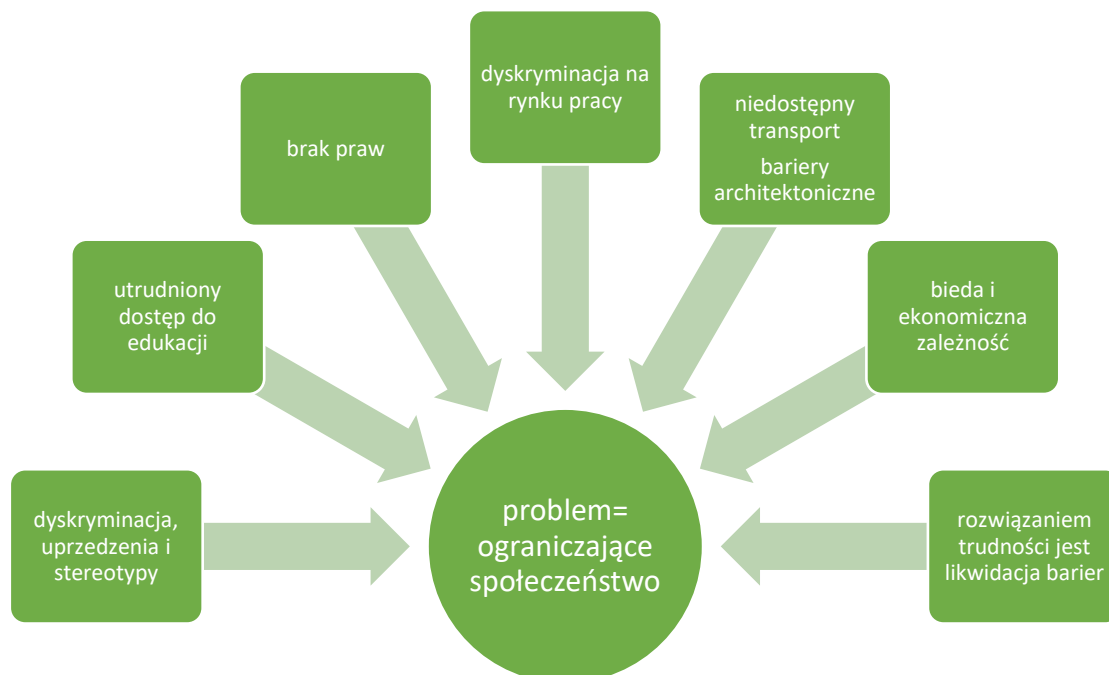 dyskryminacja,
uprzedzenia i
stereotypy
utrudniony
dostęp do
edukacji
brak praw
dyskryminacja na
rynku pracy
niedostępny
transport
bariery
architektoniczne
bieda i
ekonomiczna
zależność
rozwiązaniem
trudności jest
likwidacja barier
problem=
ograniczające
społeczeństwo